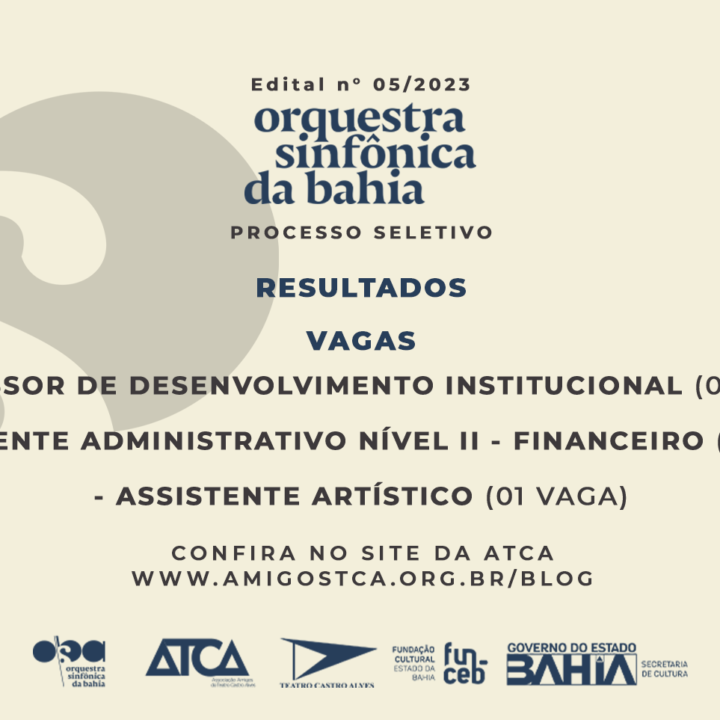 Edital nº 05/2023
orquestra
sinfônica
da bahia
PROCESSO SELETIVO
RESULTADOS
VAGAS
SSOR DE DESENVOLVIMENTO INSTITUCIONAL (0
ENTE ADMINISTRATIVO NÍVEL II - FINANCEIRO (
- ASSISTENTE ARTÍSTICO (01 VAGA)
CONFIRA NO SITE DA ATCA
WWW.AMIGOSTCA.ORG.BR/BLOG
orquestra
sinfônica
da bahia
ATCA
Associação Amigos
do Teatro Castro Alves
TEATRO CASTRO ALVES
FUNDAÇÃO
CULTURAL
ESTADO DA
BAHIA
fun-
ceb
GOVERNO DO ESTADO
BAHIA
SECRETARIA
DE CULTURA